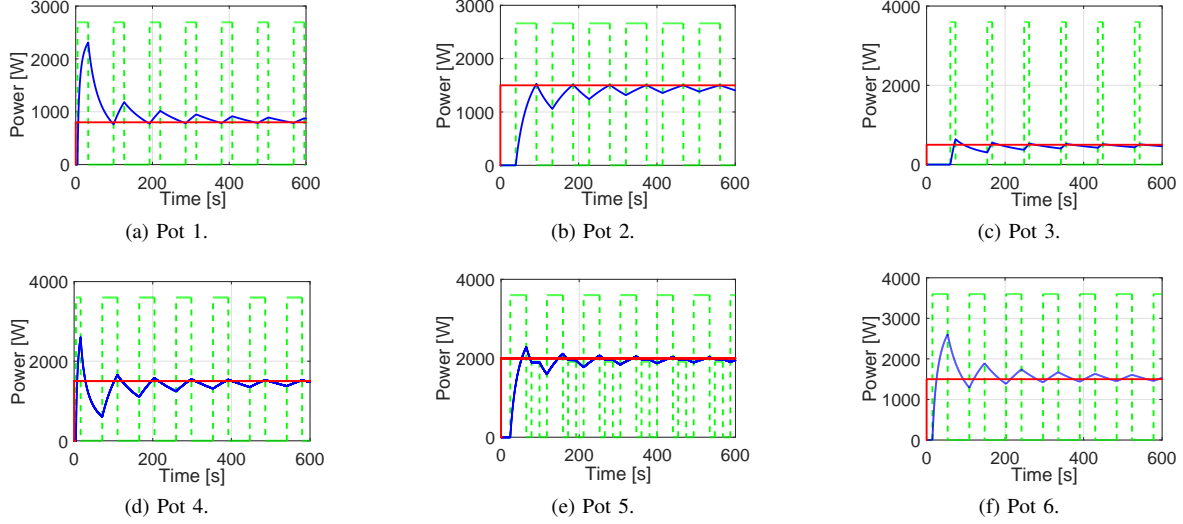 3000
2000
1000
0
Power [W]
0 200 400 600
Time [s]
(a) Pot 1.
3000
2000
1000
0
Power [W]
0 200 400 600
Time [s]
(b) Pot 2.
4000
2000
0
Power [W]
0 200 400 600
Time [s]
(c) Pot 3.
4000
2000
0
Power [W]
0 200 400 600
Time [s]
(d) Pot 4.
4000
2000
0
Power [W]
0 200 400 600
Time [s]
(e) Pot 5.
4000
3000
2000
1000
0
Power [W]
0 200 400 600
Time [s]
(f) Pot 6.